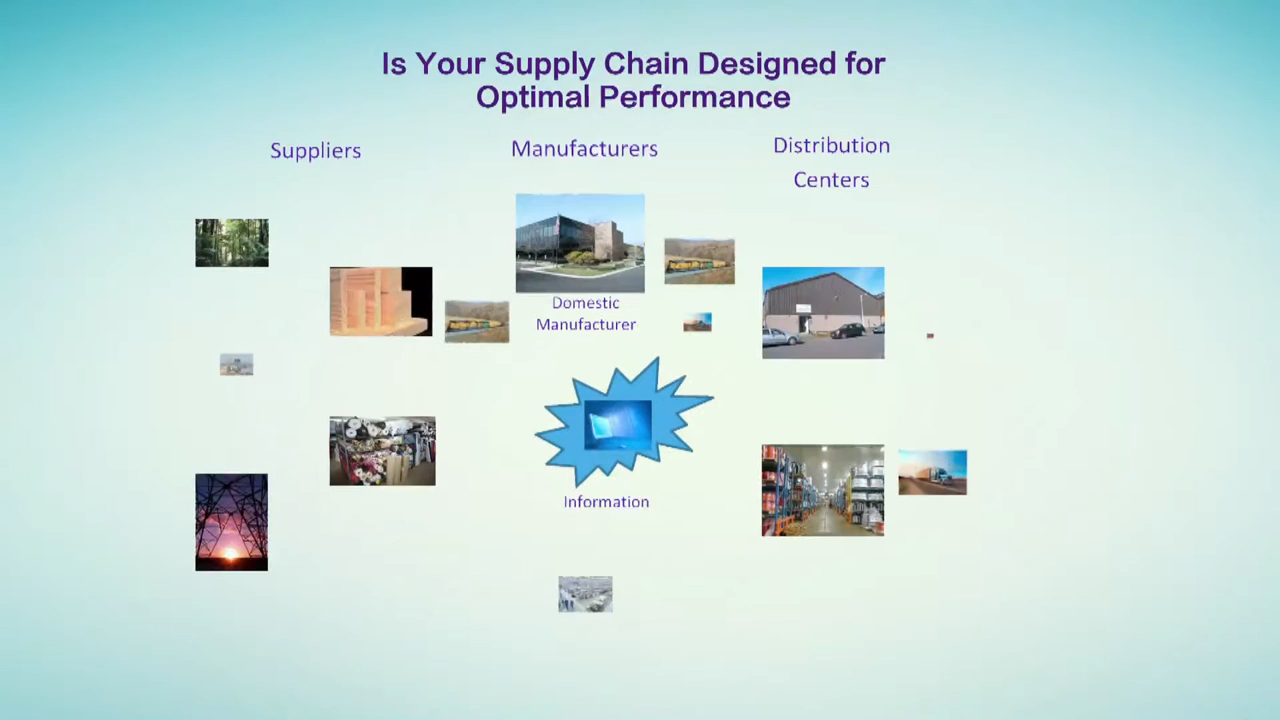 Is Your Supply Chain Designed for
Optimal Performance
Suppliers
Manufacturers
Distribution
Centers
Domestic
Manufacturer
Information